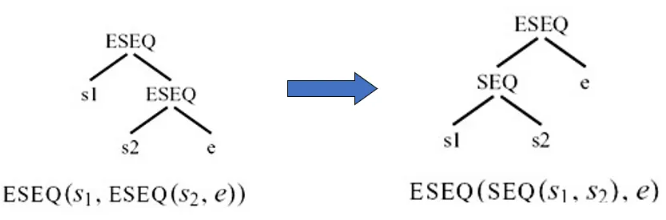 ESEQ
s1 ESEQ
s2 e
ESEQ(s₁, ESEQ(s₂, e))
ESEQ
SEQ e
s1 s2
ESEQ(SEQ(s₁, s₂), e)